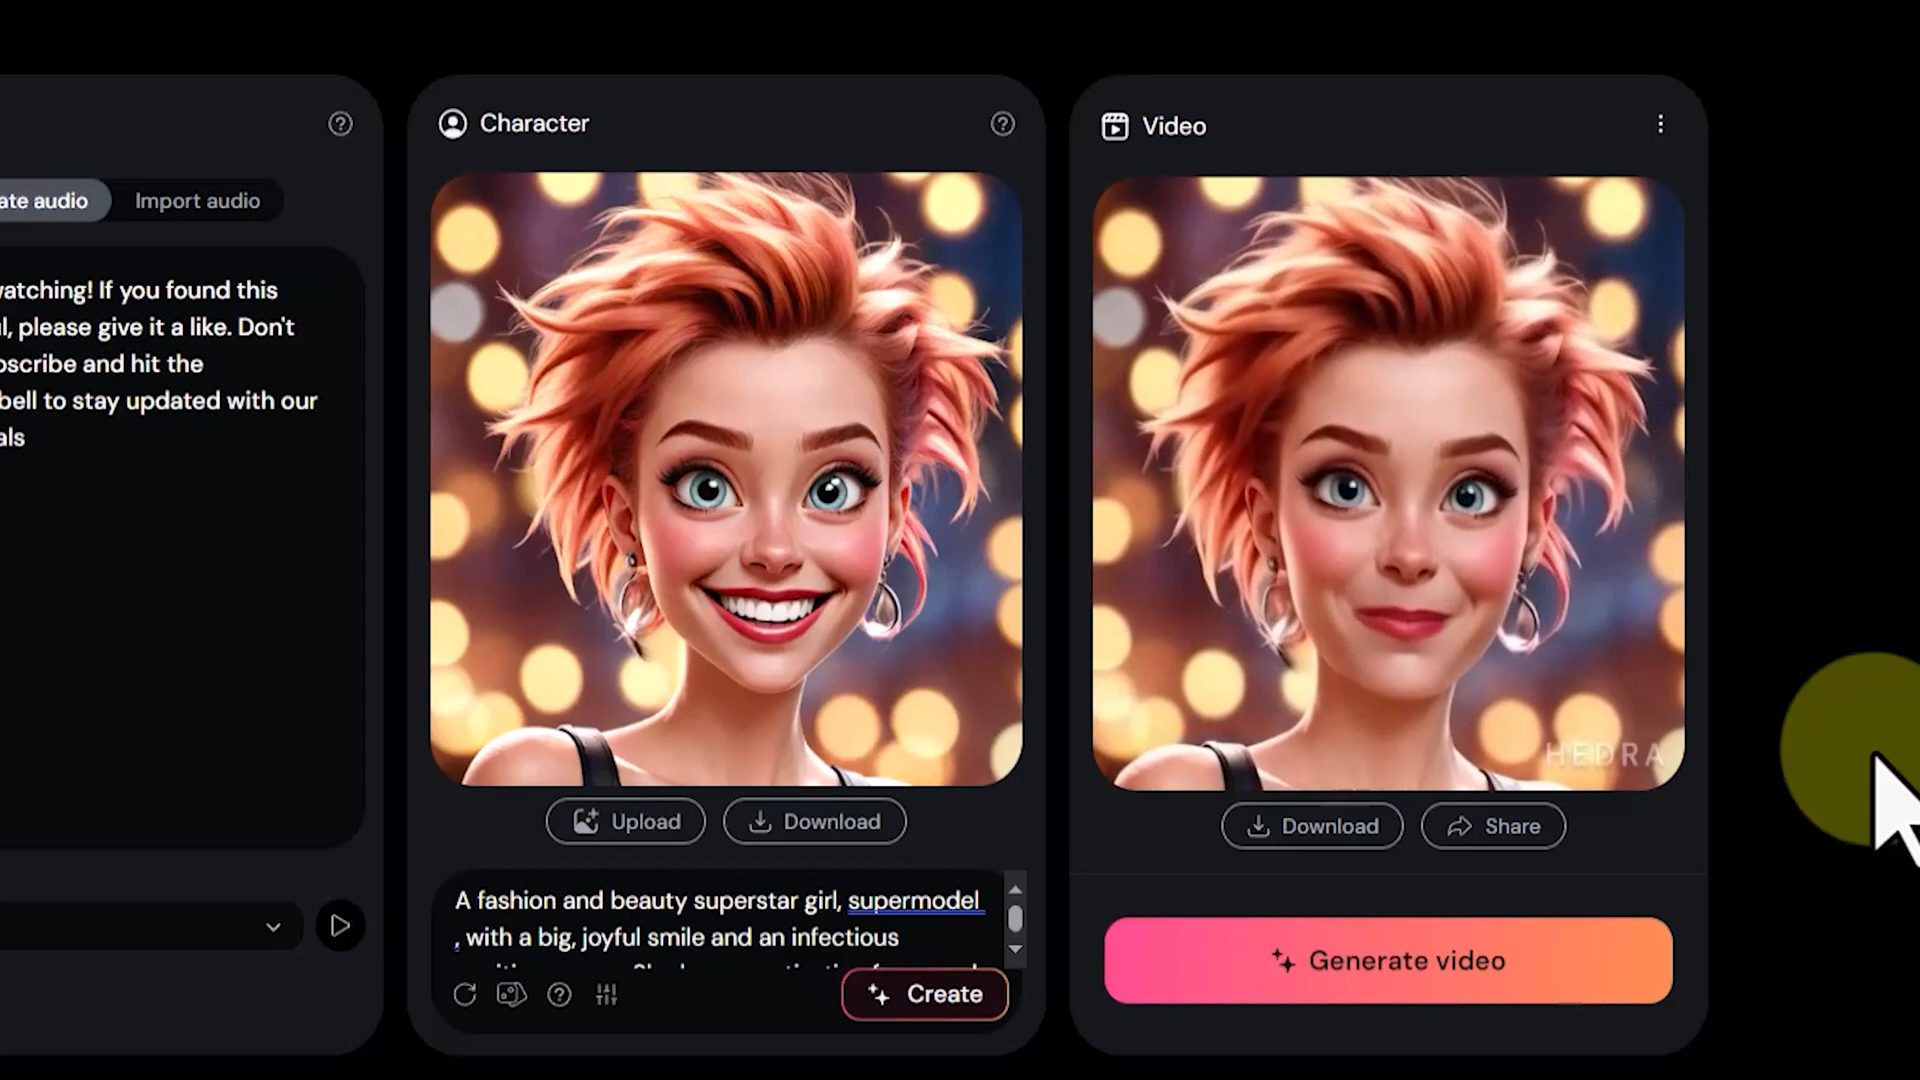 Character
Video
ate audio
Import audio
watching! If you found this
l, please give it a like. Don't
bscribe and hit the
bell to stay updated with our
als
HEDRA
Upload
Download
Download
Share
A fashion and beauty superstar girl, supermodel
, with a big, joyful smile and an infectious
Create
Generate video